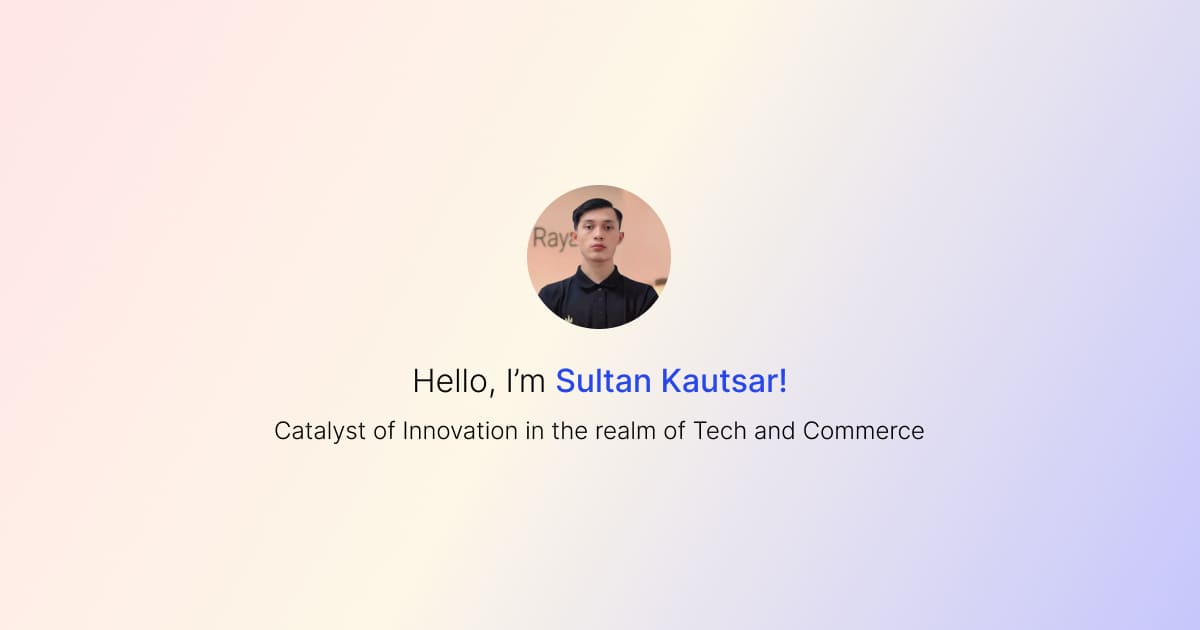 Raya
Hello, I’m Sultan Kautsar!
Catalyst of Innovation in the realm of Tech and Commerce